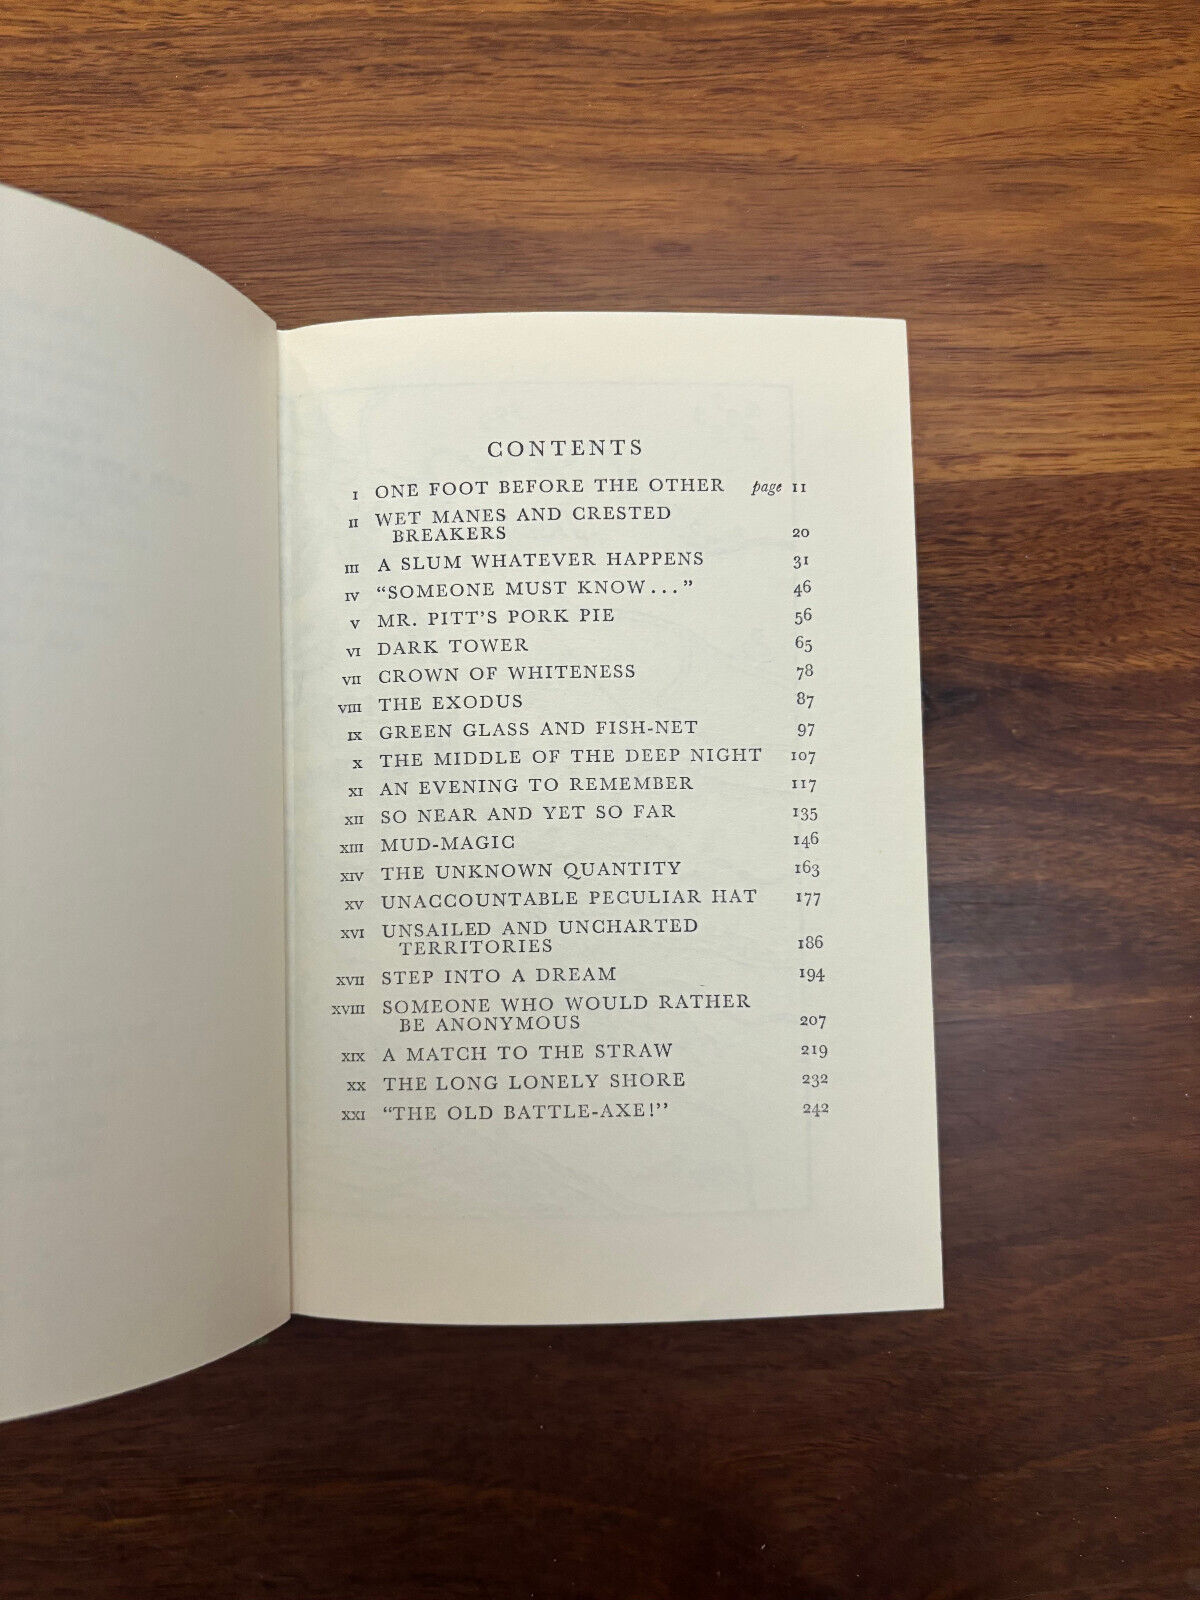 CONTENTS
I ONE FOOT BEFORE THE OTHER page 11
II WET MANES AND CRESTED
BREAKERS 20
III A SLUM WHATEVER HAPPENS 31
IV “SOMEONE MUST KNOW...” 46
V MR. PITT’S PORK PIE 56
VI DARK TOWER 65
VII CROWN OF WHITENESS 78
VIII THE EXODUS 87
IX GREEN GLASS AND FISH-NET 97
X THE MIDDLE OF THE DEEP NIGHT 107
XI AN EVENING TO REMEMBER 117
XII SO NEAR AND YET SO FAR 135
XIII MUD-MAGIC 146
XIV THE UNKNOWN QUANTITY 163
XV UNACCOUNTABLE PECULIAR HAT 177
XVI UNSAILED AND UNCHARTED
TERRITORIES 186
XVII STEP INTO A DREAM 194
XVIII SOMEONE WHO WOULD RATHER
BE ANONYMOUS 207
XIX A MATCH TO THE STRAW 219
XX THE LONG LONELY SHORE 232
XXI “THE OLD BATTLE-AXE!” 242